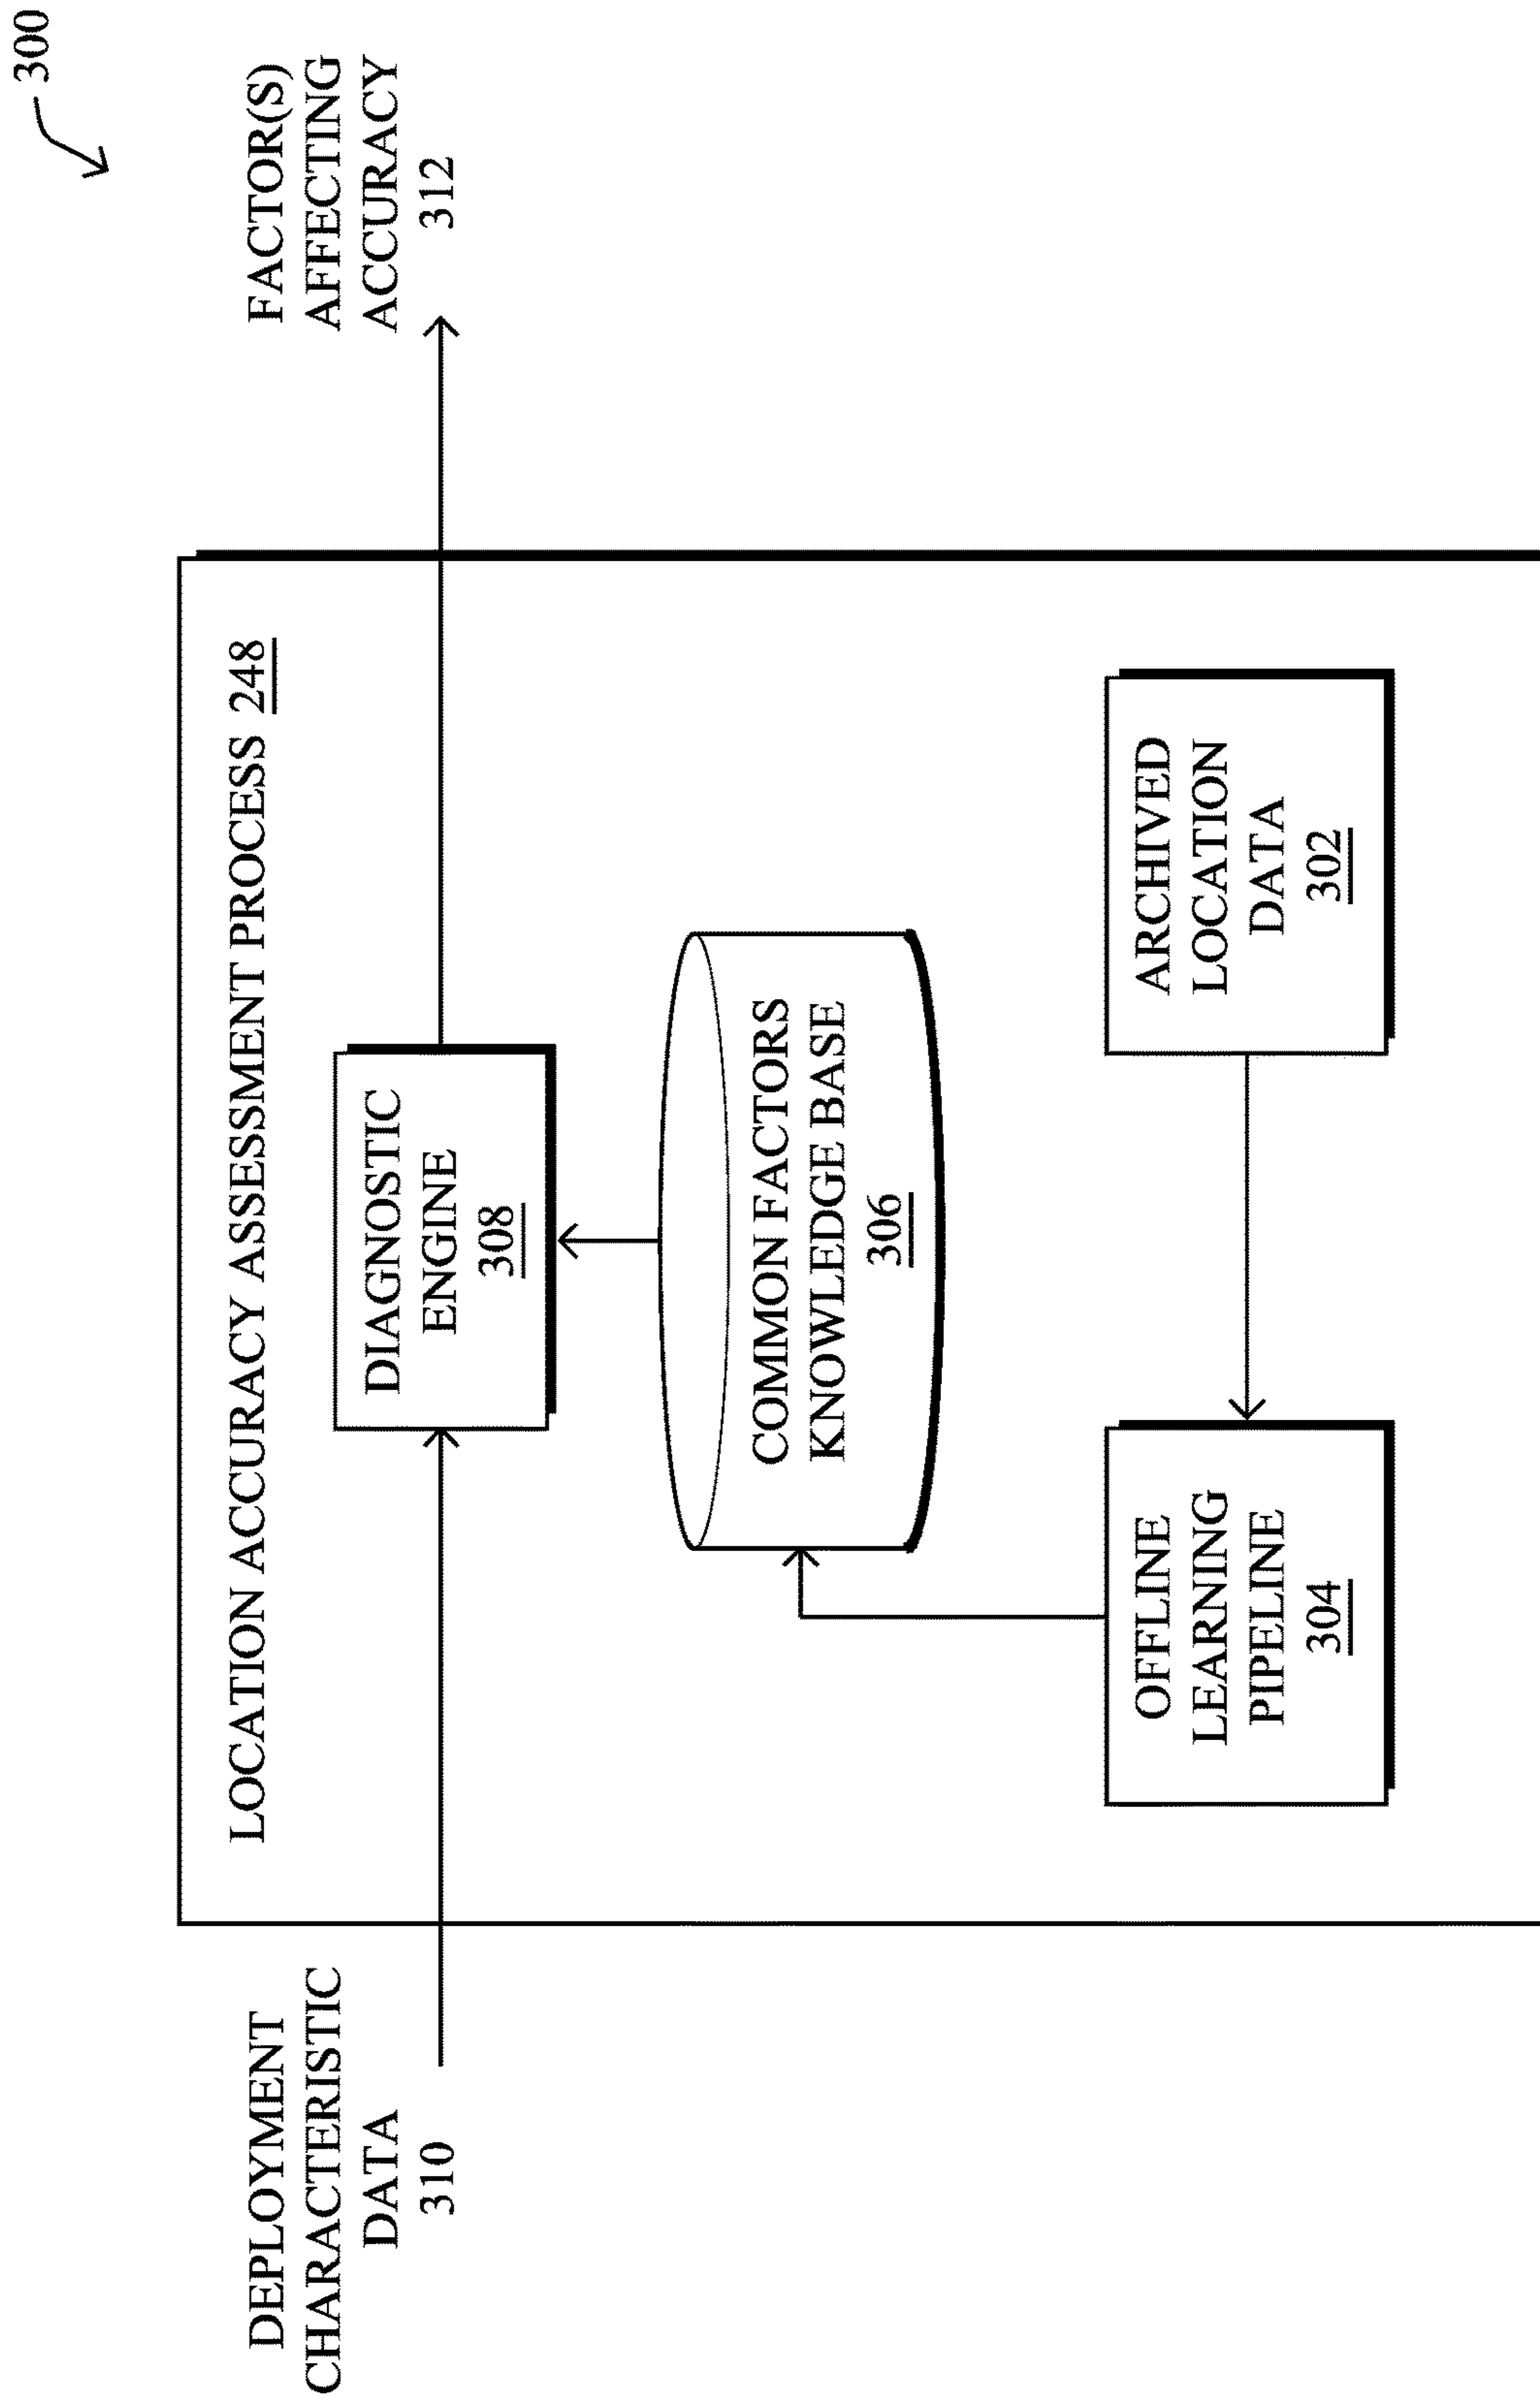 300
LOCATION ACCURACY ASSESSMENT PROCESS 248
DEPLOYMENT
CHARACTERISTIC
DATA
310
DIAGNOSTIC
ENGINE
308
FACTOR(S)
AFFECTING
ACCURACY
312
COMMON FACTORS
KNOWLEDGE BASE
306
OFFLINE
LEARNING
PIPELINE
304
ARCHIVED
LOCATION
DATA
302